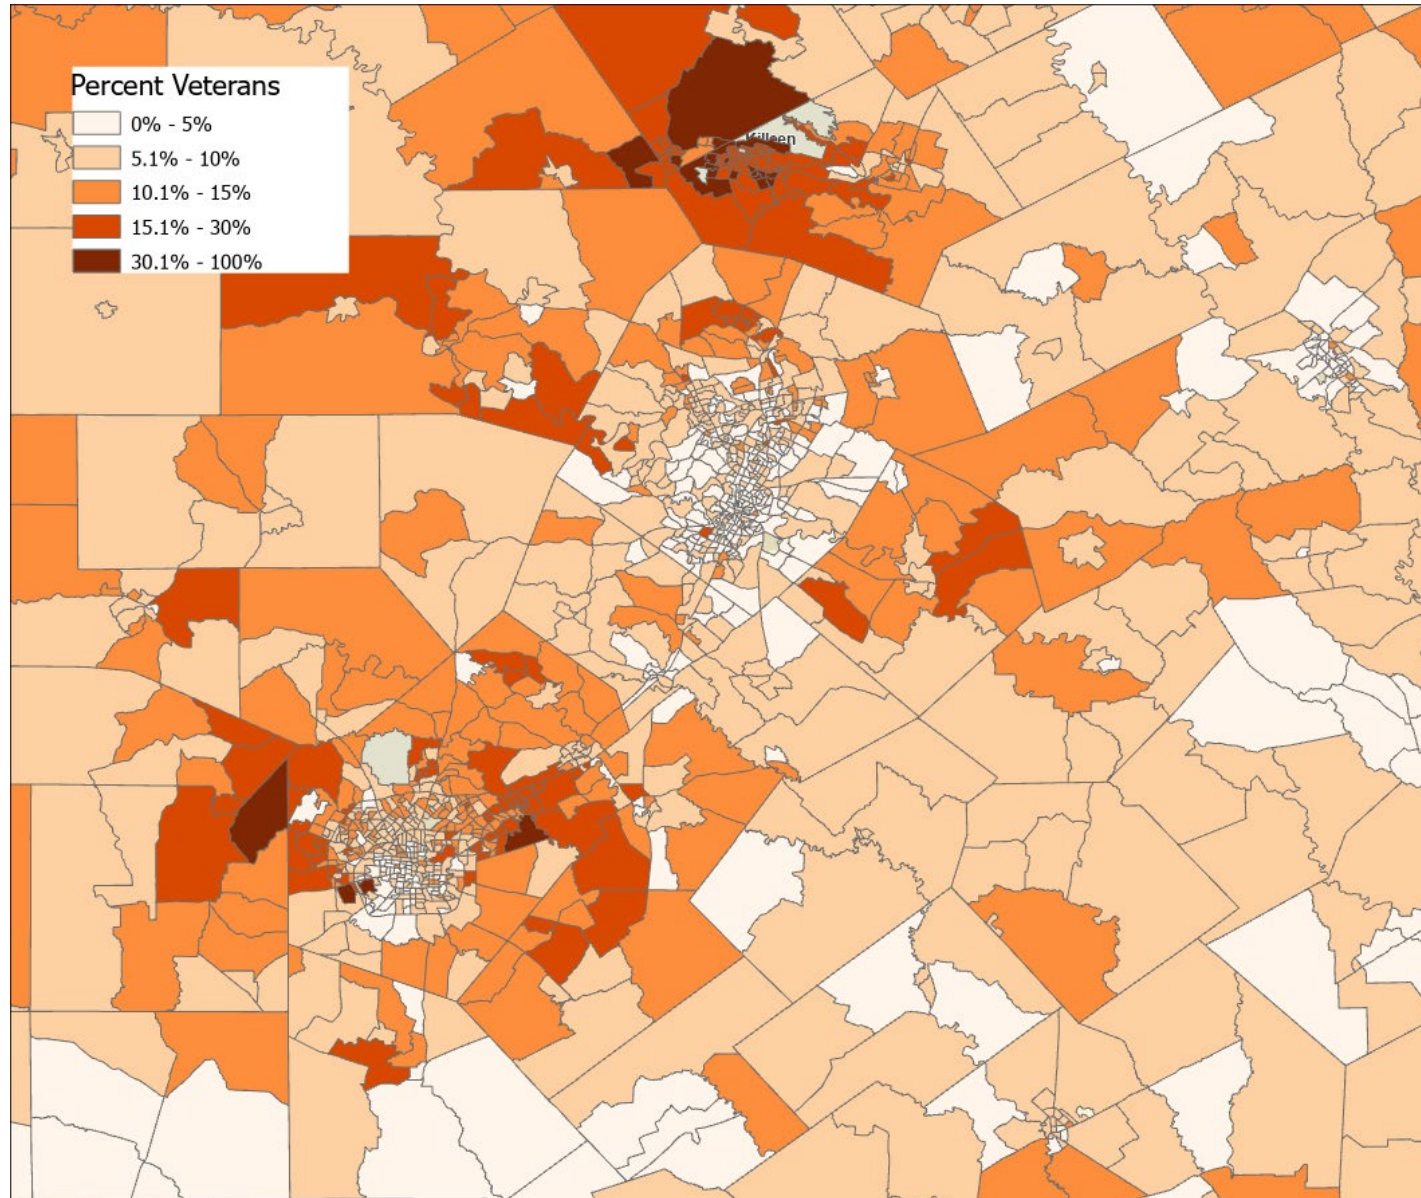 Percent Veterans
0% - 5%
5.1% - 10%
10.1% - 15%
15.1% - 30%
30.1% - 100%
Killeen